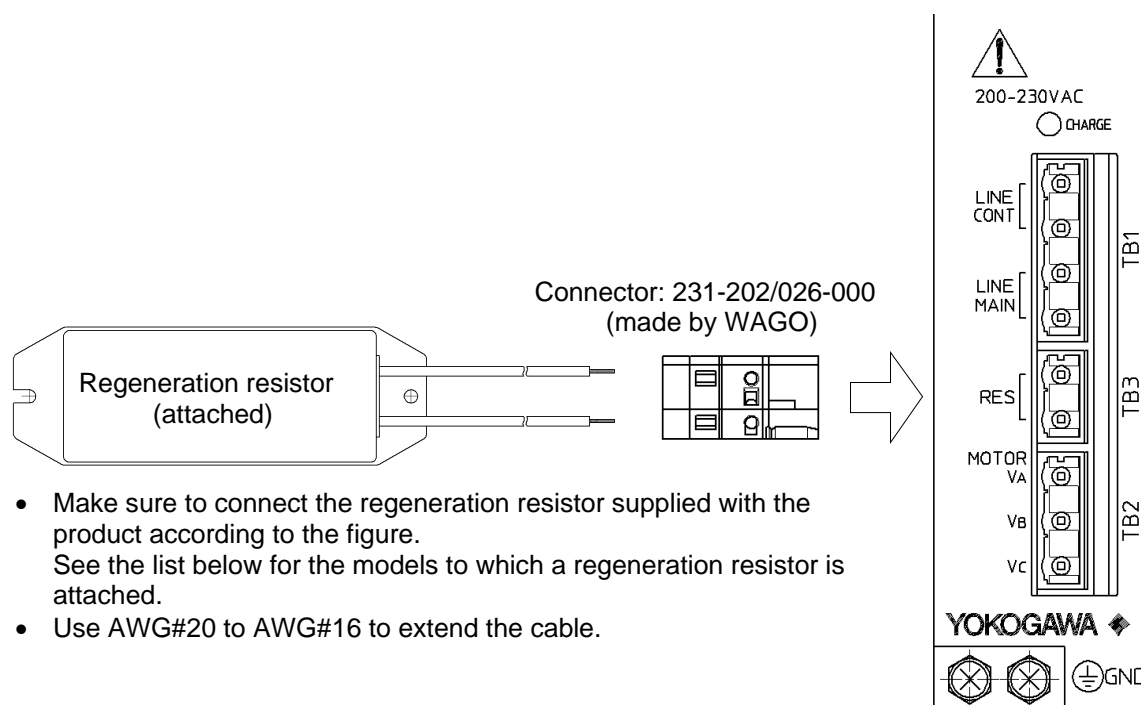 200-230VAC
CHARGE
LINE
CONT
TB1
LINE
MAIN
RES
TB3
MOTOR
VA
VB
VC
TB2
YOKOGAWA
GND
Connector: 231-202/026-000
(made by WAGO)
Regeneration resistor
(attached)
• Make sure to connect the regeneration resistor supplied with the
product according to the figure.
See the list below for the models to which a regeneration resistor is
attached.
• Use AWG#20 to AWG#16 to extend the cable.